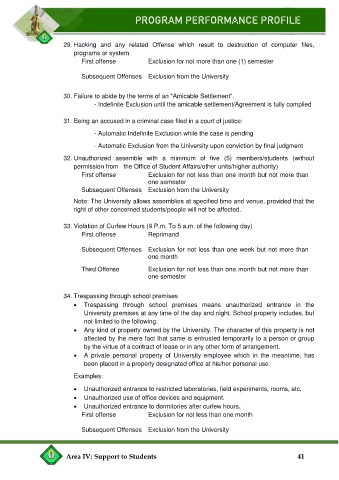 PROGRAM PERFORMANCE PROFILE
29. Hacking and any related Offense which result to destruction of computer files,
programs or system
First offense Exclusion for not more than one (1) semester
Subsequent Offenses Exclusion from the University
30. Failure to abide by the terms of an "Amicable Settlement".
- Indefinite Exclusion until the amicable settlement/Agreement is fully complied
31. Being an accused in a criminal case filed in a court of justice:
- Automatic Indefinite Exclusion while the case is pending
- Automatic Exclusion from the University upon conviction by final judgment
32. Unauthorized assemble with a minimum of five (5) members/students (without
permission from the Office of Student Affairs/other units/higher authority)
First offense Exclusion for not less than one month but not more than
one semester
Subsequent Offenses Exclusion from the University
Note: The University allows assemblies at specified time and venue, provided that the
right of other concerned students/people will not be affected.
33. Violation of Curfew Hours (9 P.m. To 5 a.m. of the following day)
First offense Reprimand
Subsequent Offenses Exclusion for not less than one week but not more than
one month
Third Offense Exclusion for not less than one month but not more than
one semester
34. Trespassing through school premises
• Trespassing through school premises means unauthorized entrance in the
University premises at any time of the day and night. School property includes, but
not limited to the following:
• Any kind of property owned by the University. The character of this property is not
affected by the mere fact that same is entrusted temporarily to a person or group
by the virtue of a contract of lease or in any other form of arrangement.
• A private personal property of University employee which in the meantime, has
been placed in a properly designated office at his/her personal use.
Examples:
• Unauthorized entrance to restricted laboratories, field experiments, rooms, etc.
• Unauthorized use of office devices and equipment.
• Unauthorized entrance to dormitories after curfew hours.
First offense Exclusion for not less than one month
Subsequent Offenses Exclusion from the University
Area IV: Support to Students 41